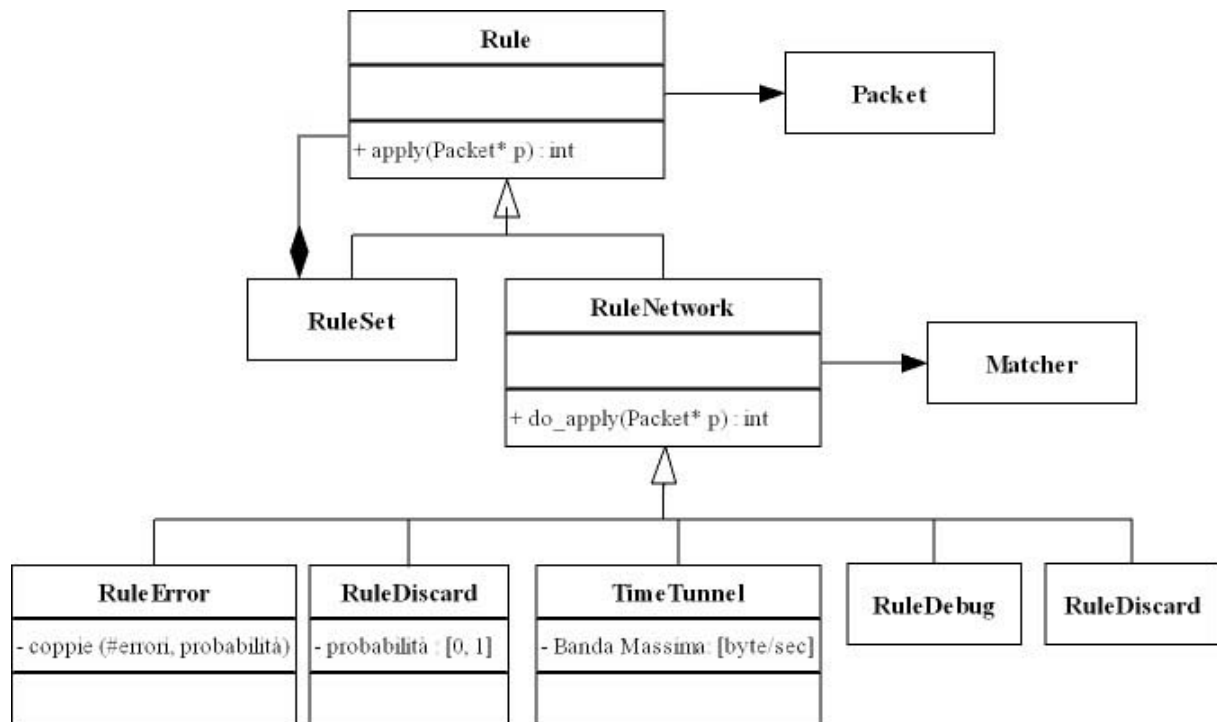 Rule
Packet
+ apply(Packet* p) : int
RuleSet
RuleNetwork
Matcher
+ do_apply(Packet* p) : int
RuleError
RuleDiscard
TimeTunnel
RuleDebug
RuleDiscard
- coppie (#errori, probabilità)
- probabilità : [0, 1]
- Banda Massima: [byte/sec]